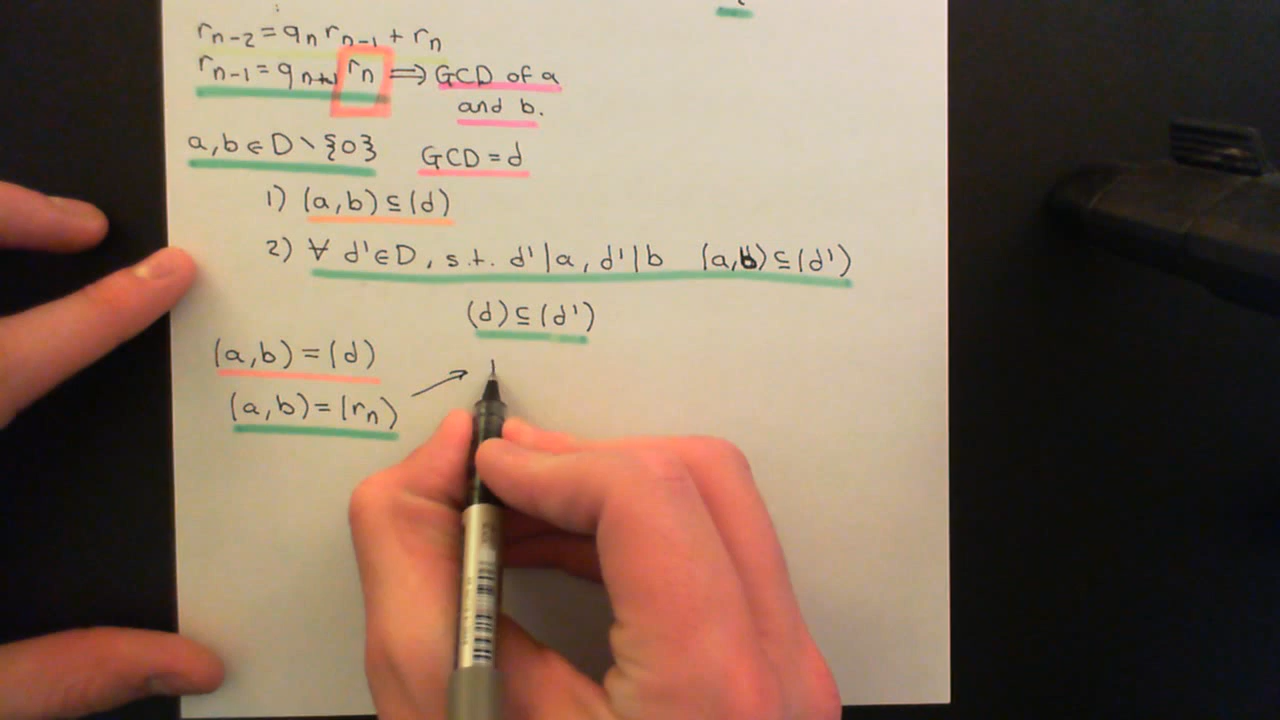 ⋮
rₙ₋₂ = qₙ rₙ₋₁ + rₙ
rₙ₋₁ = qₙ₊₁ rₙ ⟹ GCD of a
and b.
a, b ∈ D \ {0} GCD = d
1) (a, b) ⊆ (d)
2) ∀ d' ∈ D, s.t. d' | a, d' | b (a, b) ⊆ (d')
(d) ⊆ (d')
(a, b) = (d)
(a, b) = (rₙ) →